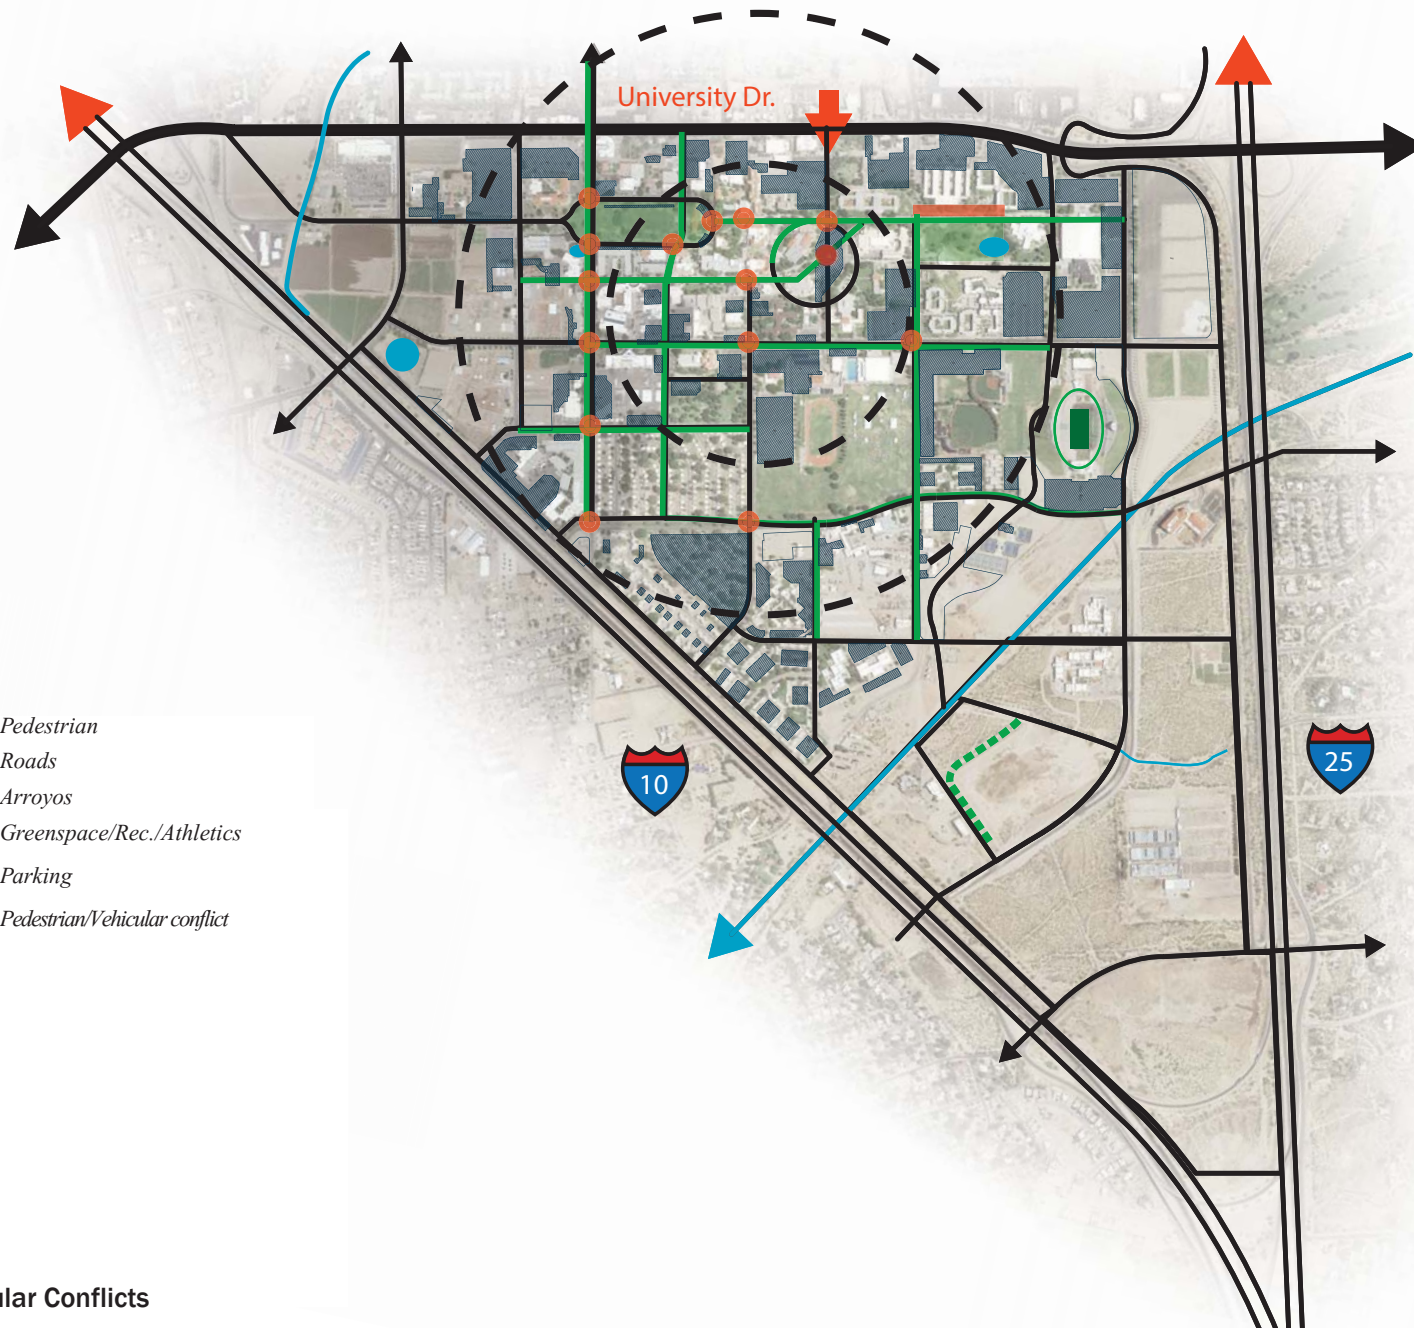 University Dr.
Pedestrian
Roads
Arroyos
Greenspace/Rec./Athletics
Parking
Pedestrian/Vehicular conflict
10
25
ular Conflicts